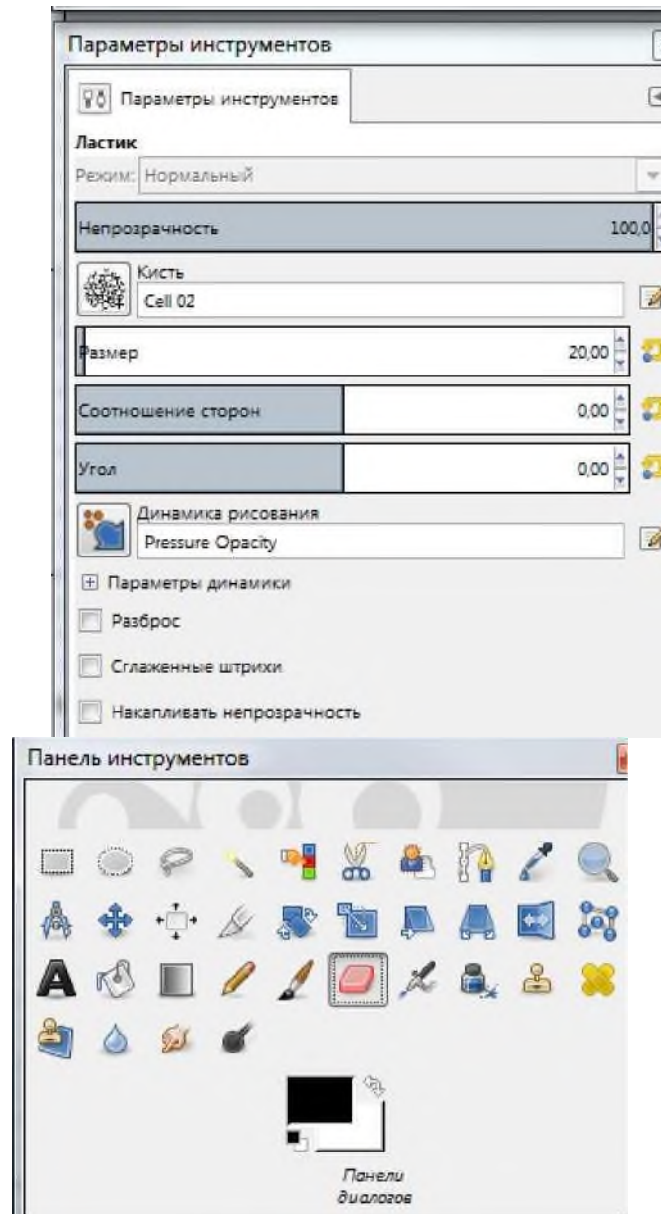 Параметры инструментов
Параметры инструментов
Ластик
Режим: Нормальный
Непрозрачность 100,0
Кисть
Cell 02
Размер 20,00
Соотношение сторон 0,00
Угол 0,00
Динамика рисования
Pressure Opacity
Параметры динамики
Разброс
Сглаженные штрихи
Накапливать непрозрачность
Панель инструментов
Панели
диалогов